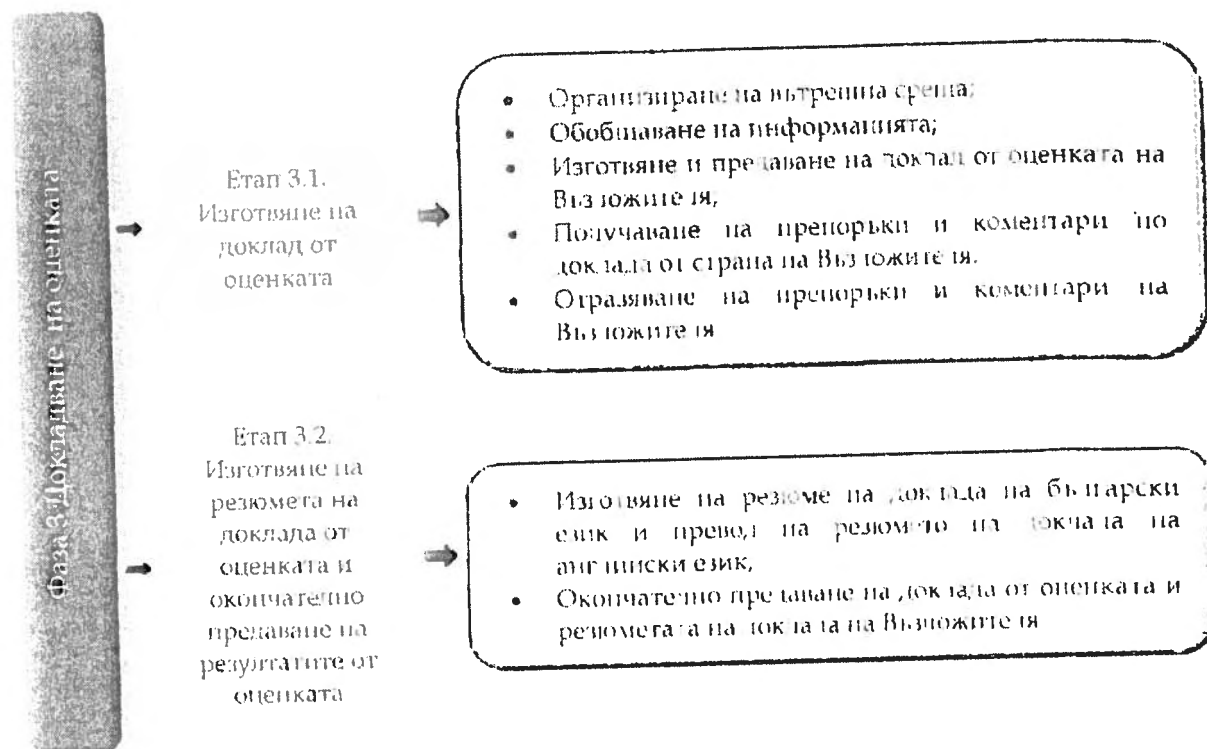 Фаза 3 Докладване на оценката
Етап 3.1.
Изготвяне на
доклад от
оценката
• Организиране на вътрешна среща;
• Обобщаване на информацията;
• Изготвяне и предаване на доклад от оценката на
Възложителя;
• Получаване на препоръки и коментари по
доклада от страна на Възложителя.
• Отразяване на препоръки и коментари на
Възложителя
Етап 3.2.
Изготвяне на
резюмета на
доклада от
оценката и
окончателно
предаване на
резултатите от
оценката
• Изготвяне на резюме на доклада на български
език и превод на резюмето на доклада на
английски език;
• Окончателно предаване на доклада от оценката и
резюметата на доклада на Възложителя